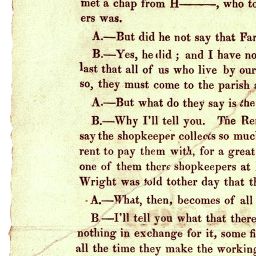 met a chap from H———, who to
ers was.
A.—But did he not say that Far
B.—Yes, he did ; and I have no
last that all of us who live by our
so, they must come to the parish a
A.—But what do they say is the
B.—Why I'll tell you. The Re
say the shopkeeper collects so muc
rent to pay them with, for a great
one of them there shopkeepers at
Wright was told tother day that th
A.—What, then, becomes of all
B—I'll tell you what that there
nothing in exchange for it, some fi
all the time they make the working